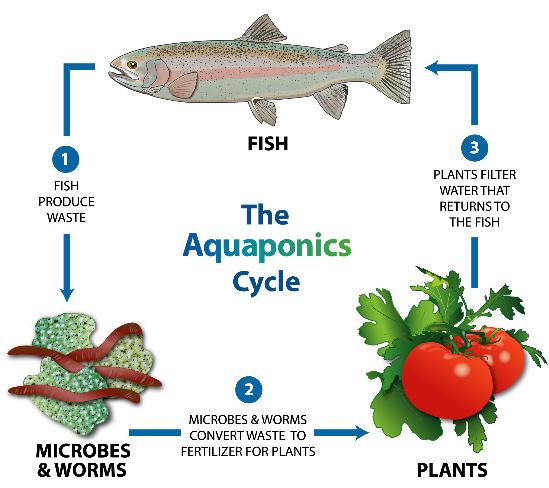 FISH
1
FISH
PRODUCE
WASTE
3
PLANTS FILTER
WATER THAT
RETURNS TO
THE FISH
The
Aquaponics
Cycle
2
MICROBES & WORMS
CONVERT WASTE TO
FERTILIZER FOR PLANTS
MICROBES
& WORMS
PLANTS